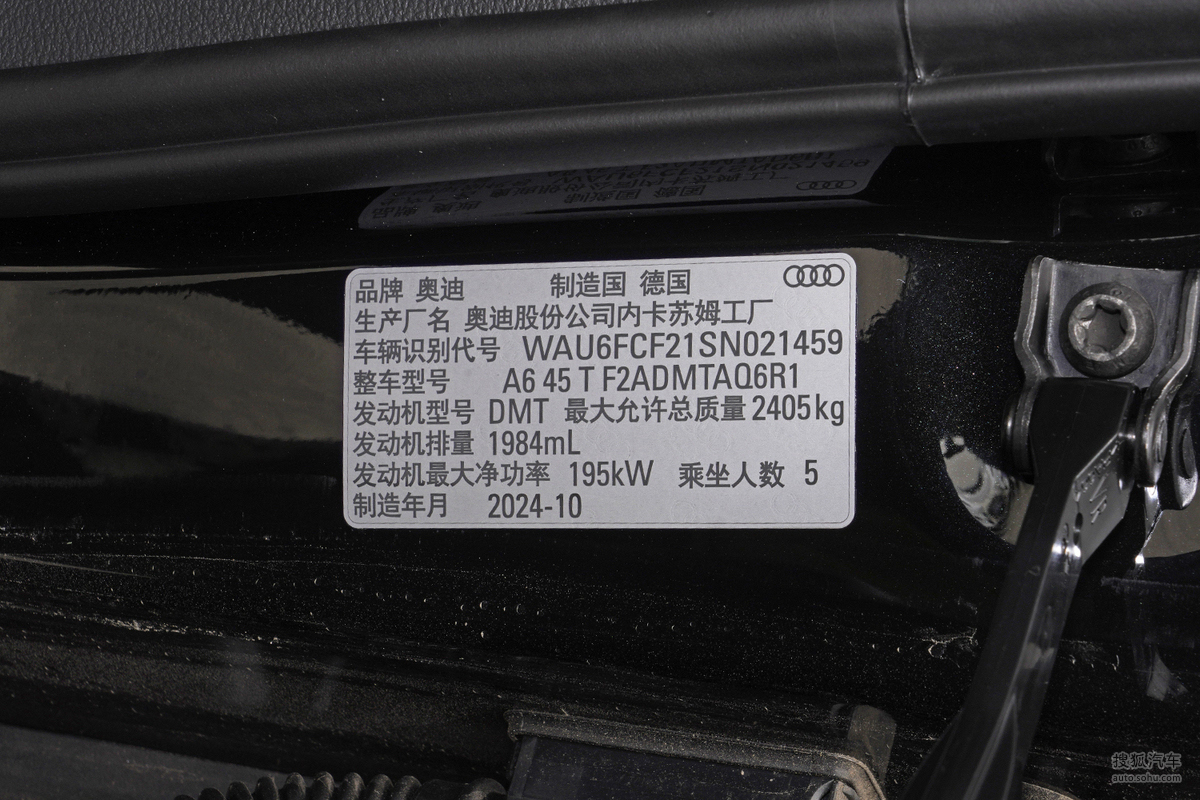 品牌 奥迪 制造国 德国
生产厂名 奥迪股份公司内卡苏姆工厂
车辆识别代号 WAU6FCF21SN021459
整车型号 A6 45 T F2ADMTAQ6R1
发动机型号 DMT 最大允许总质量 2405kg
发动机排量 1984mL
发动机最大净功率 195kW 乘坐人数 5
制造年月 2024-10
搜狐汽车
auto.sohu.com